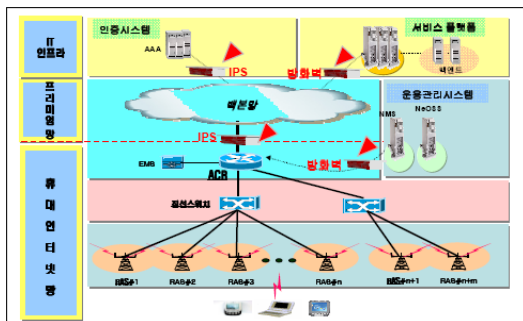 IT
인프라
인증시스템
AAA
IPS
방화벽
서비스 플랫폼
백엔드
프리미엄망
백본망
운용관리시스템
NMS
NeOSS
IPS
방화벽
EMS
ACR
휴대인터넷망
집선스위치
RAS#1
RAS#2
RAS#3
RAS#n
RAS#n+1
RAS#n+m